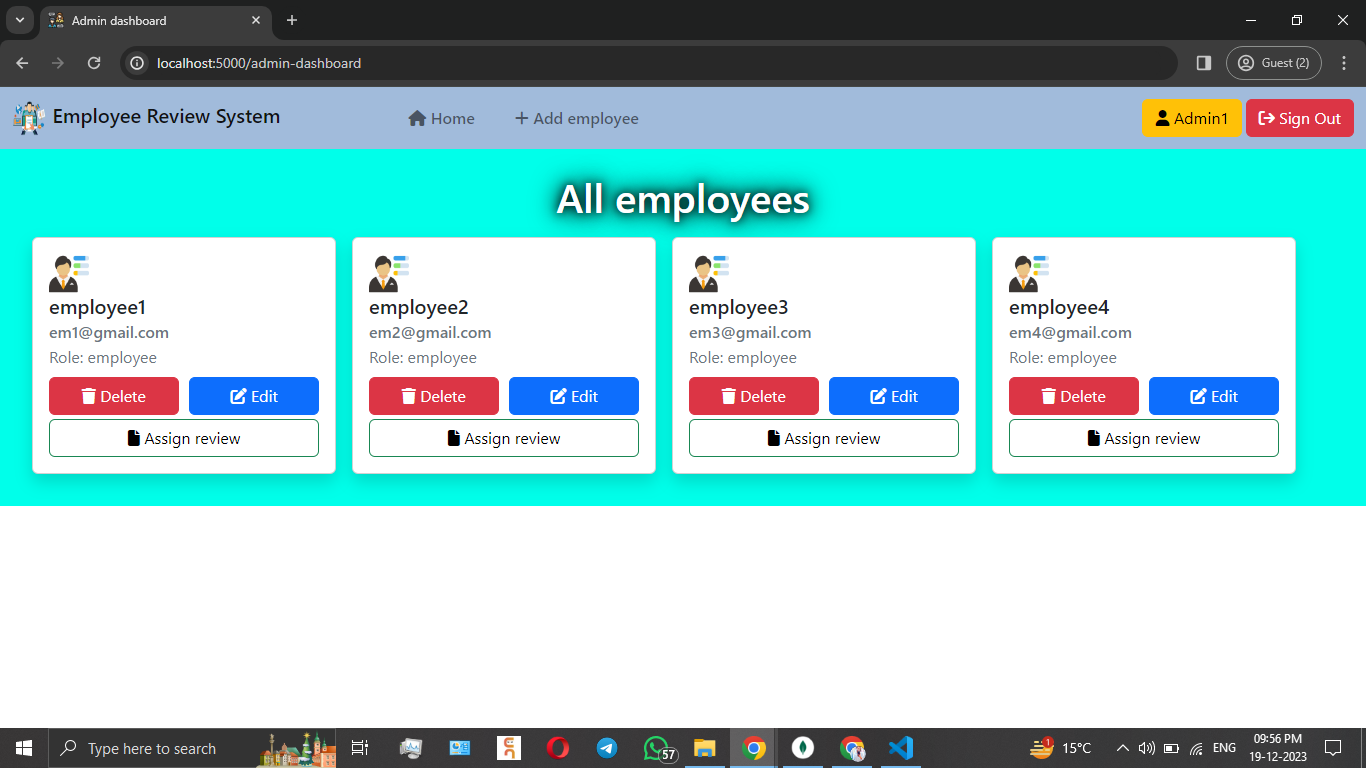 Admin dashboard
localhost:5000/admin-dashboard
Guest (2)
Employee Review System
Home
Add employee
Admin1
Sign Out
All employees
employee1
em1@gmail.com
Role: employee
Delete
Edit
Assign review
employee2
em2@gmail.com
Role: employee
Delete
Edit
Assign review
employee3
em3@gmail.com
Role: employee
Delete
Edit
Assign review
employee4
em4@gmail.com
Role: employee
Delete
Edit
Assign review
Type here to search
57
1
15°C
ENG
09:56 PM
19-12-2023